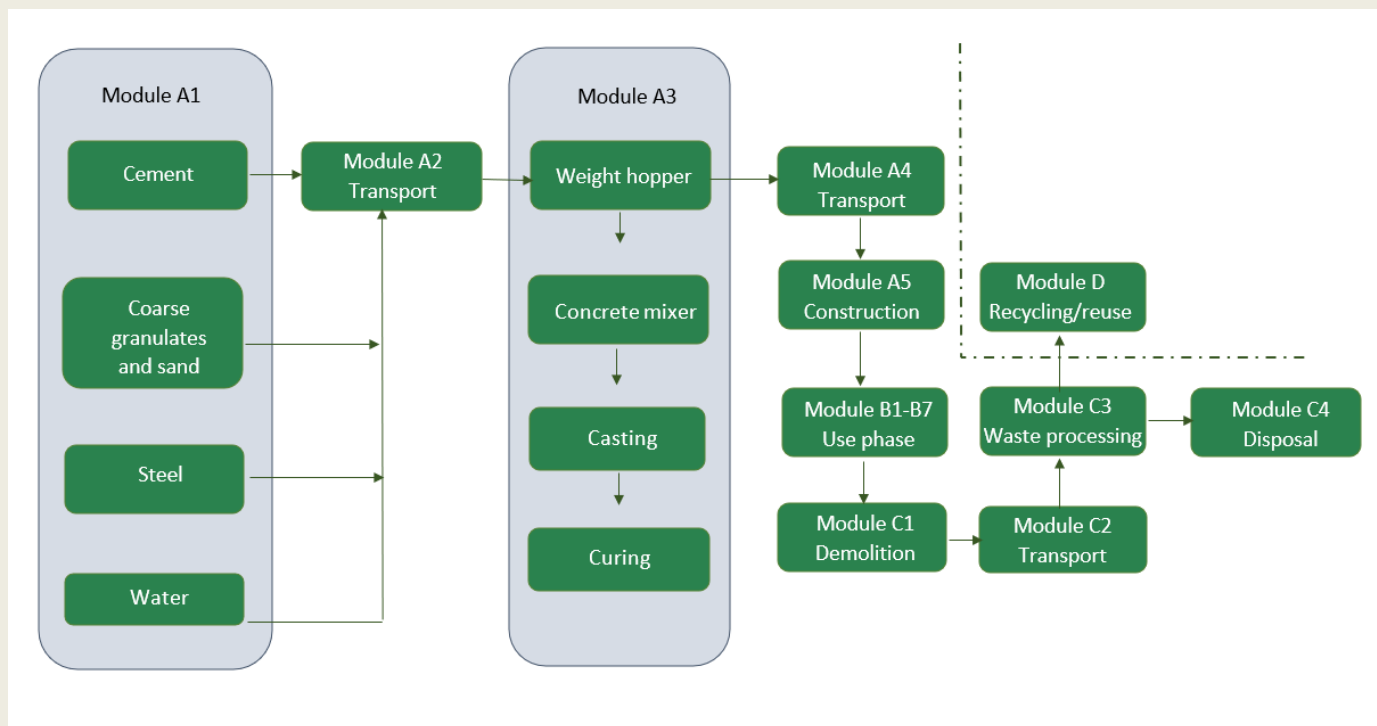 Module A1
Cement
Coarse
granulates
and sand
Steel
Water
Module A2
Transport
Module A3
Weight hopper
Concrete mixer
Casting
Curing
Module A4
Transport
Module A5
Construction
Module B1-B7
Use phase
Module C1
Demolition
Module C2
Transport
Module C3
Waste processing
Module D
Recycling/reuse
Module C4
Disposal